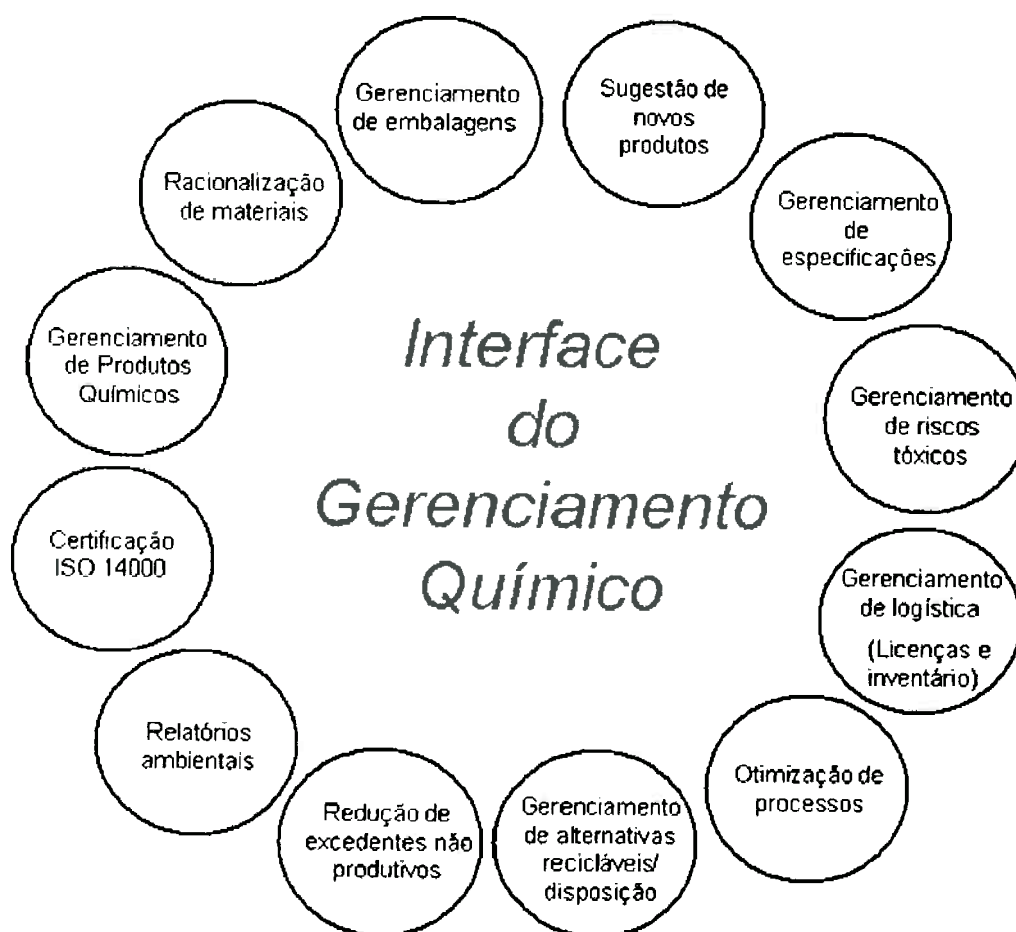 Gerenciamento
de embalagens
Sugestão de
novos
produtos
Gerenciamento
de
especificações
Gerenciamento
de riscos
tóxicos
Gerenciamento
de logística
(Licenças e
inventário)
Otimização de
processos
Gerenciamento
de alternativas
recicláveis/
disposição
Redução de
excedentes não
produtivos
Relatórios
ambientais
Certificação
ISO 14000
Gerenciamento
de Produtos
Químicos
Racionalização
de materiais
Interface
do
Gerenciamento
Químico